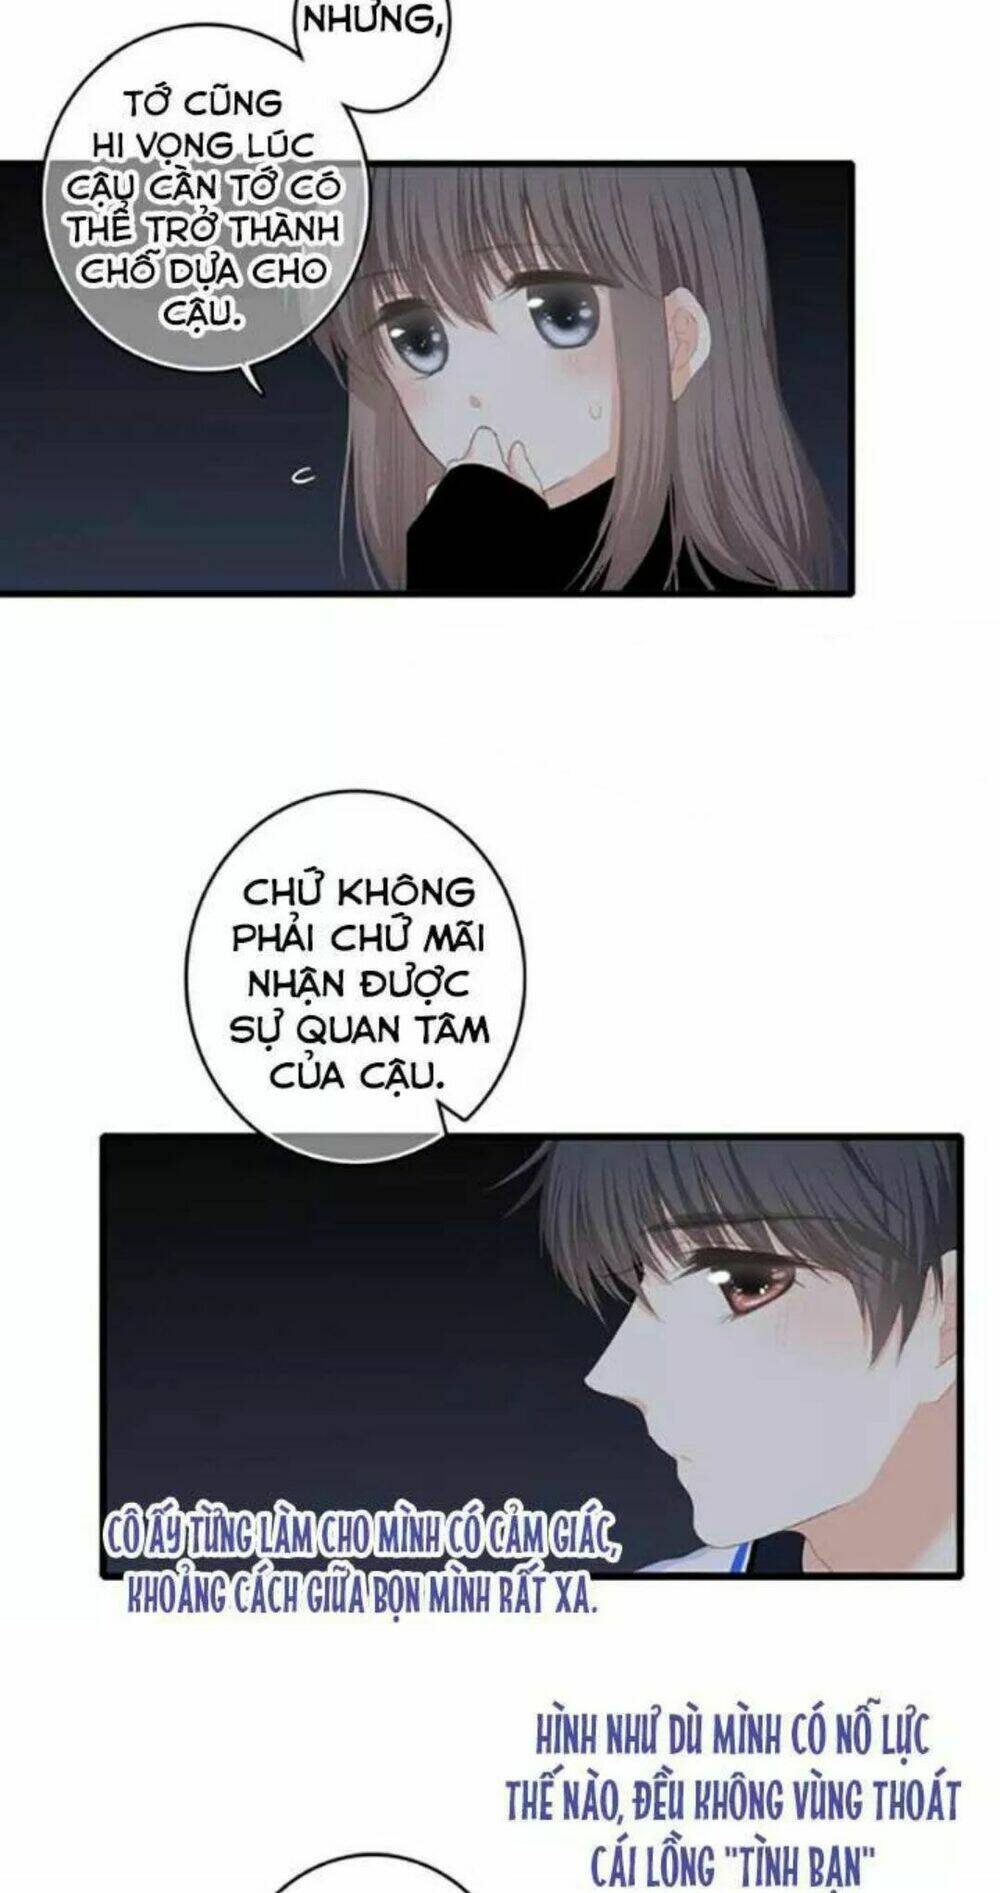 NHƯNG,
TỚ CŨNG
HI VỌNG LÚC
CẬU CẦN TỚ CÓ
THỂ TRỞ THÀNH
CHỖ DỰA CHO
CẬU.
CHỨ KHÔNG
PHẢI CHỨ MÃI
NHẬN ĐƯỢC
SỰ QUAN TÂM
CỦA CẬU.
CÔ ẤY TỪNG LÀM CHO MÌNH CÓ CẢM GIÁC,
KHOẢNG CÁCH GIỮA BỌN MÌNH RẤT XA.
HÌNH NHƯ DÙ MÌNH CÓ NỖ LỰC
THẾ NÀO, ĐỀU KHÔNG VÙNG THOÁT
CÁI LỒNG "TÌNH BẠN"